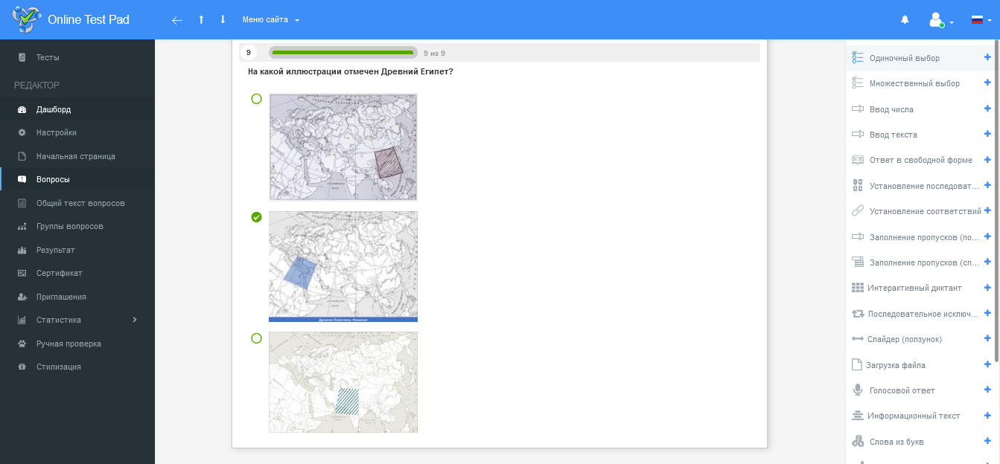 Online Test Pad
Меню сайта
Тесты
РЕДАКТОР
Дашборд
Настройки
Начальная страница
Вопросы
Общий текст вопросов
Группы вопросов
Результат
Сертификат
Приглашения
Статистика
Ручная проверка
Стилизация
9
9 из 9
На какой иллюстрации отмечен Древний Египет?
Древние Палестина, Финикия
Одиночный выбор
Множественный выбор
Ввод числа
Ввод текста
Ответ в свободной форме
Установление последоват...
Установление соответствий
Заполнение пропусков (по...
Заполнение пропусков (сп...
Интерактивный диктант
Последовательное исключ...
Слайдер (ползунок)
Загрузка файла
Голосовой ответ
Информационный текст
Слова из букв